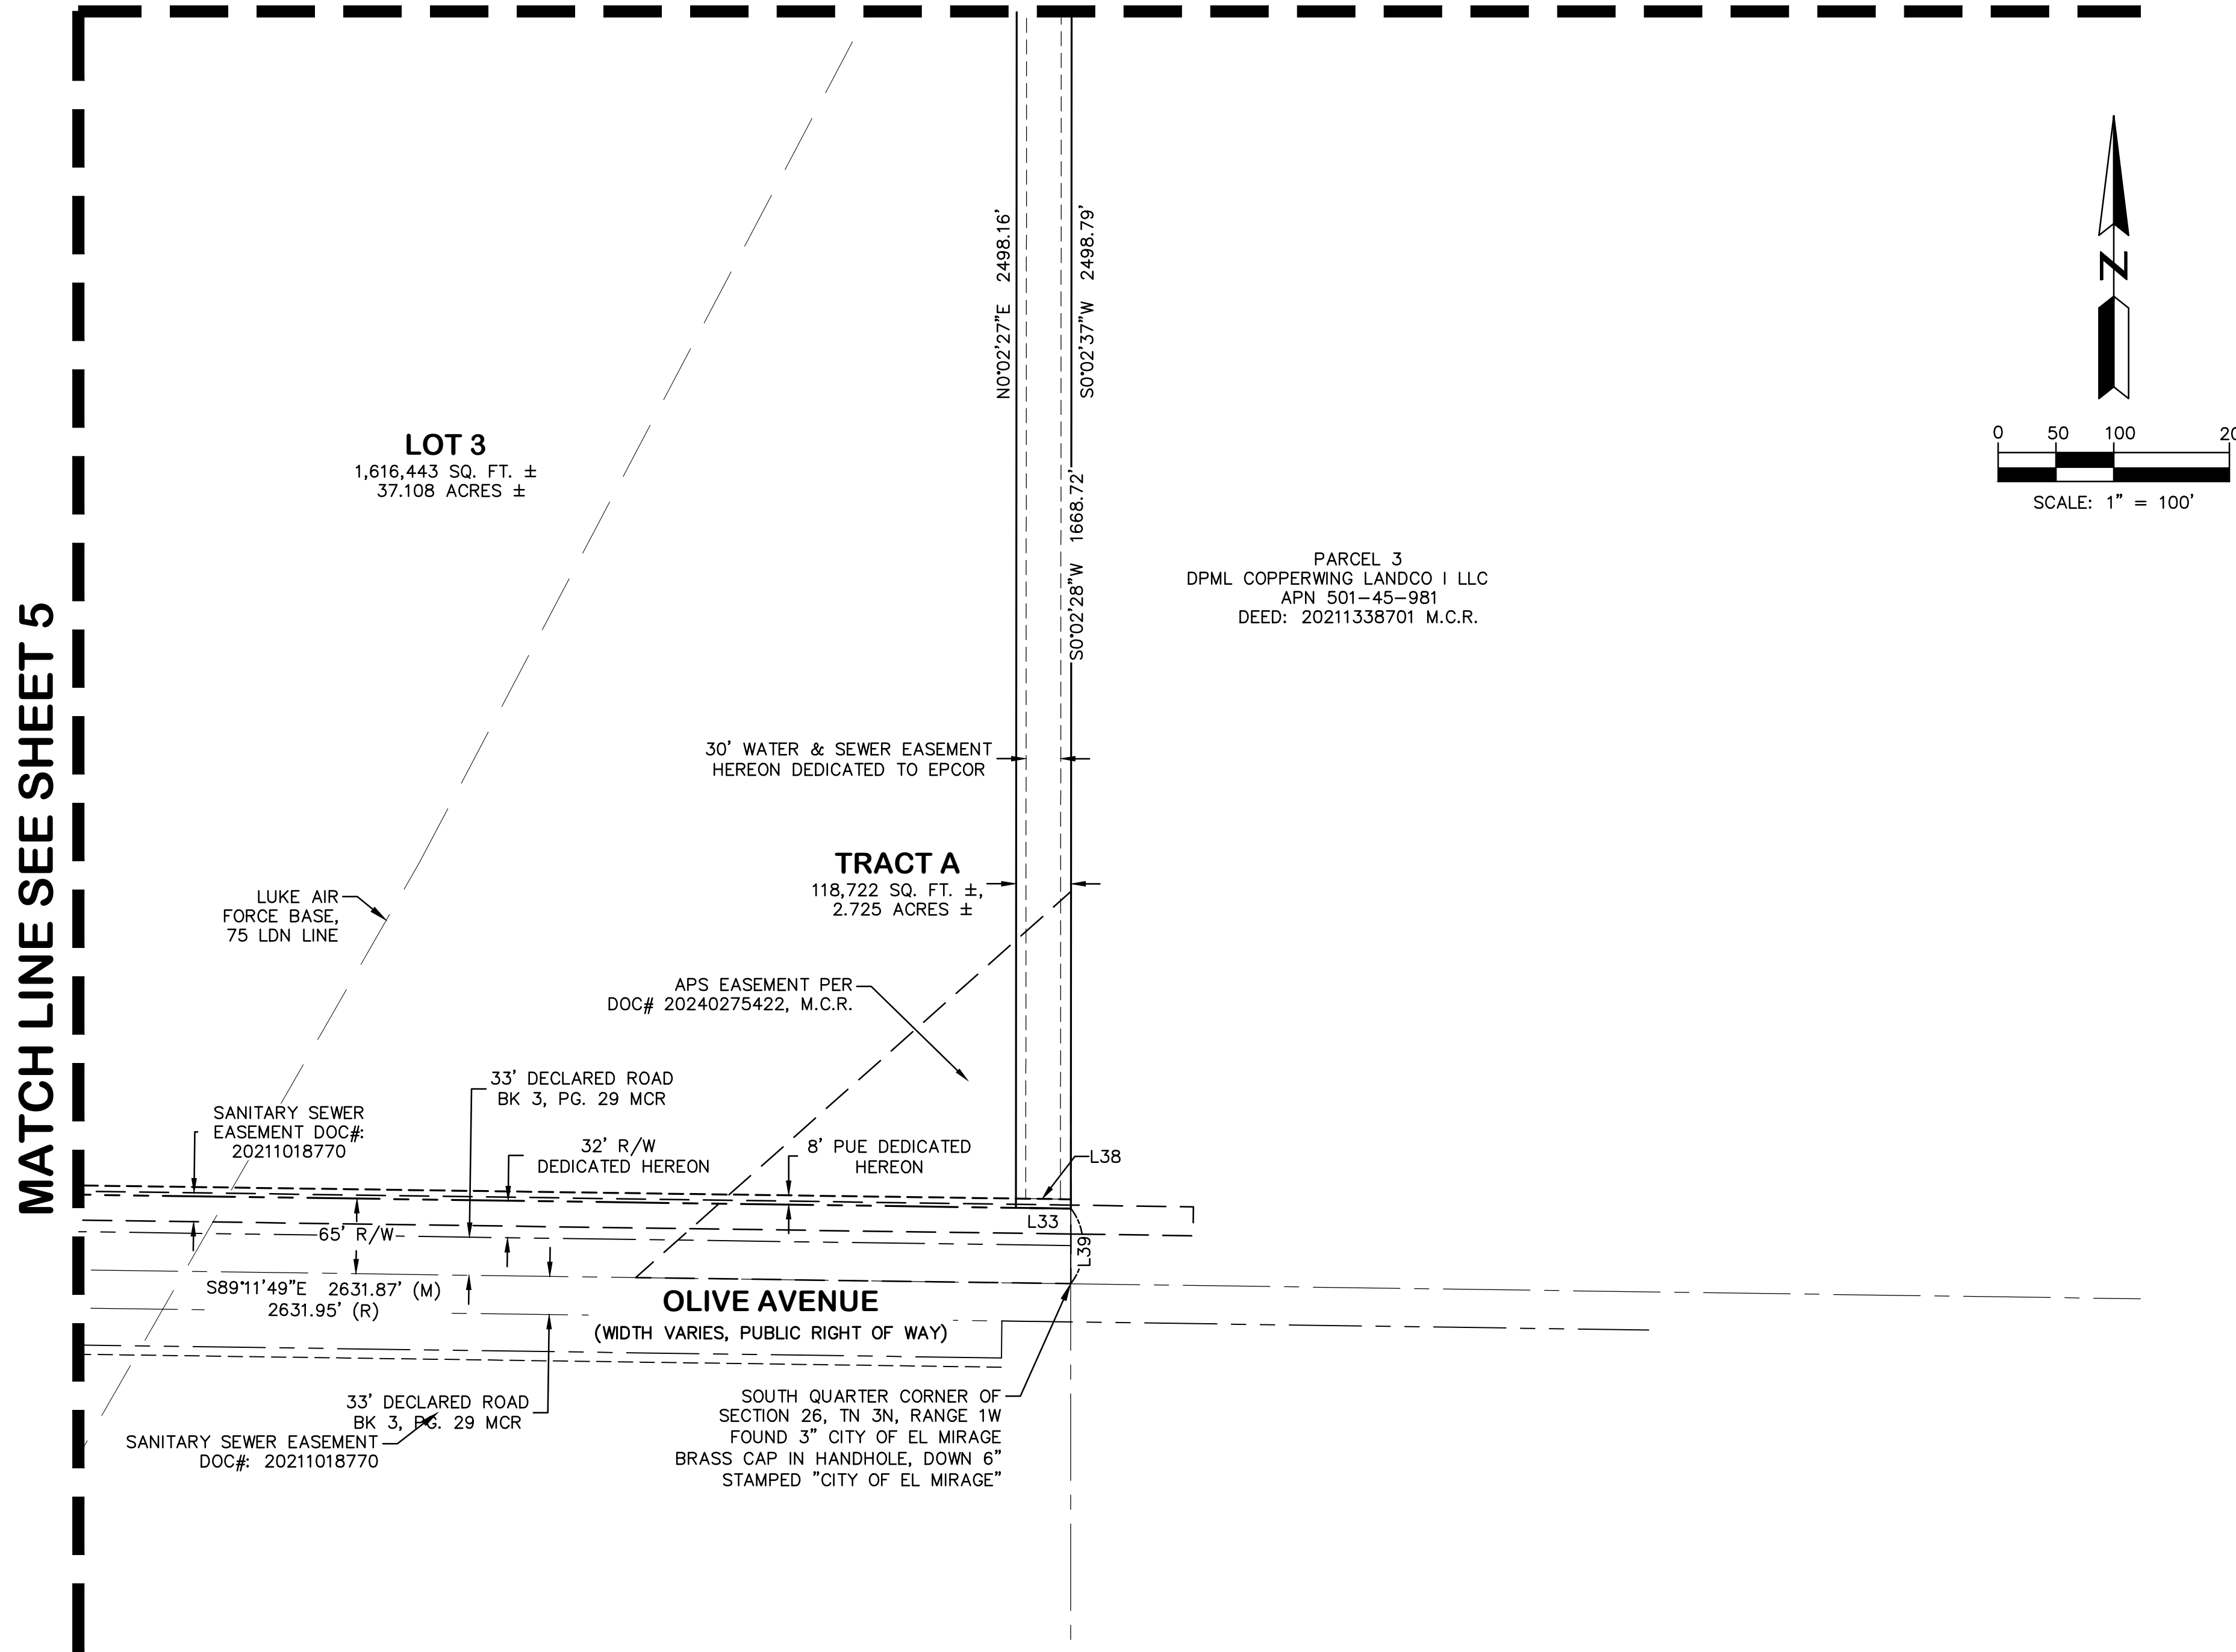 MATCH LINE SEE SHEET 5
N0°02'27"E 2498.16'
S0°02'37"W 2498.79'
S0°02'28"W 1668.72'
N
0 50 100 20
SCALE: 1" = 100'
LOT 3
1,616,443 SQ. FT. ±
37.108 ACRES ±
PARCEL 3
DPML COPPERWING LANDCO I LLC
APN 501-45-981
DEED: 20211338701 M.C.R.
30' WATER & SEWER EASEMENT
HEREON DEDICATED TO EPCOR
TRACT A
118,722 SQ. FT. ±,
2.725 ACRES ±
LUKE AIR
FORCE BASE,
75 LDN LINE
APS EASEMENT PER
DOC# 20240275422, M.C.R.
33' DECLARED ROAD
BK 3, PG. 29 MCR
SANITARY SEWER
EASEMENT DOC#:
20211018770
32' R/W
DEDICATED HEREON
8' PUE DEDICATED
HEREON
L38
L33
L39
65' R/W
S89°11'49"E 2631.87' (M)
2631.95' (R)
OLIVE AVENUE
(WIDTH VARIES, PUBLIC RIGHT OF WAY)
33' DECLARED ROAD
BK 3, PG. 29 MCR
SANITARY SEWER EASEMENT
DOC#: 20211018770
SOUTH QUARTER CORNER OF
SECTION 26, TN 3N, RANGE 1W
FOUND 3" CITY OF EL MIRAGE
BRASS CAP IN HANDHOLE, DOWN 6"
STAMPED "CITY OF EL MIRAGE"